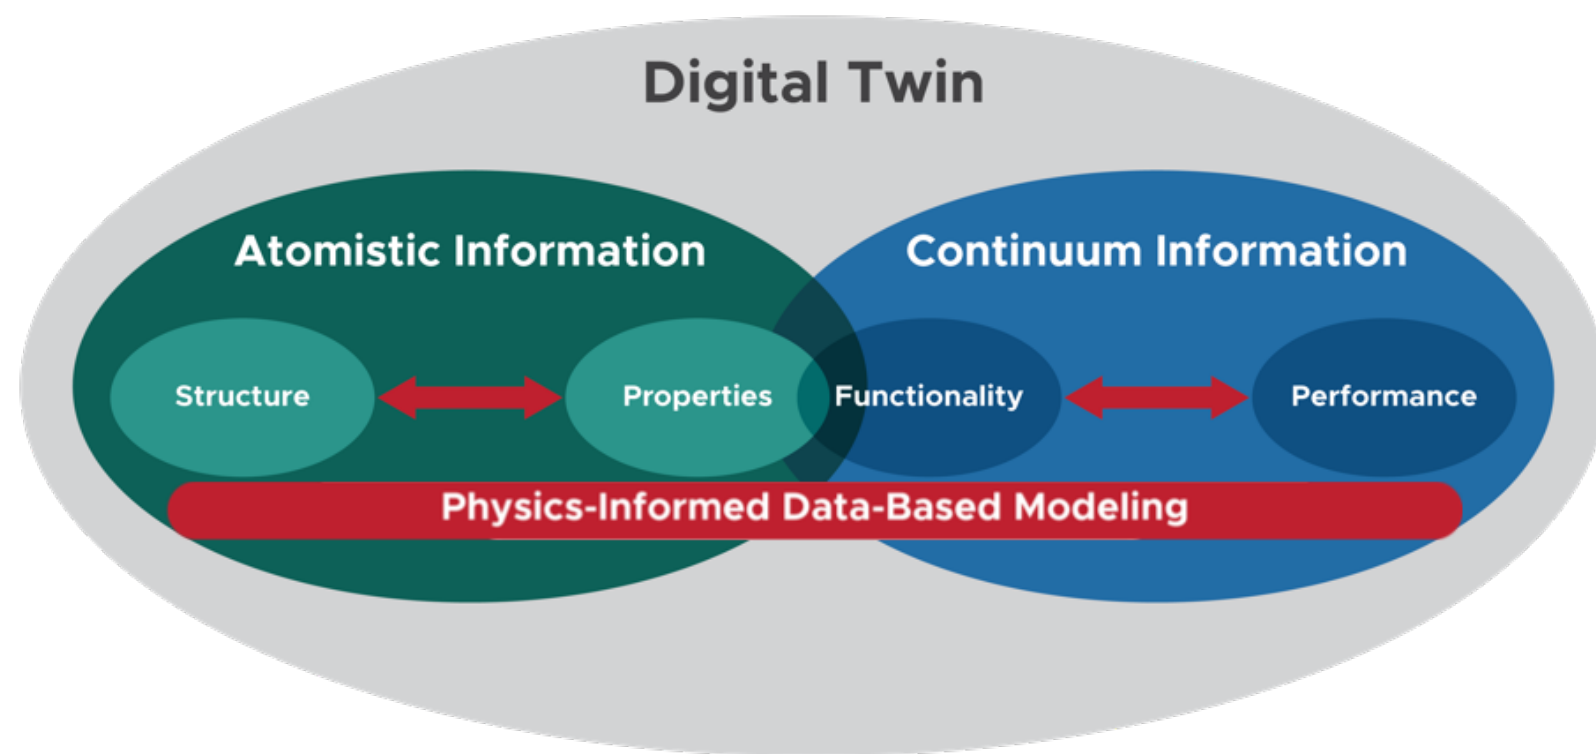 Digital Twin
Atomistic Information
Continuum Information
Structure
Properties
Functionality
Performance
Physics-Informed Data-Based Modeling